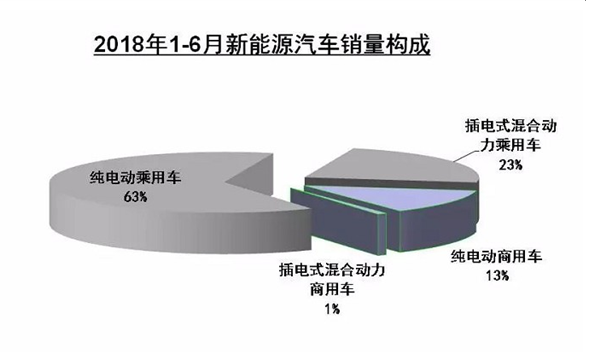 2018年1-6月新能源汽车销量构成
插电式混合动
力乘用车
23%
纯电动乘用车
63%
纯电动商用车
13%
插电式混合动力
商用车
1%